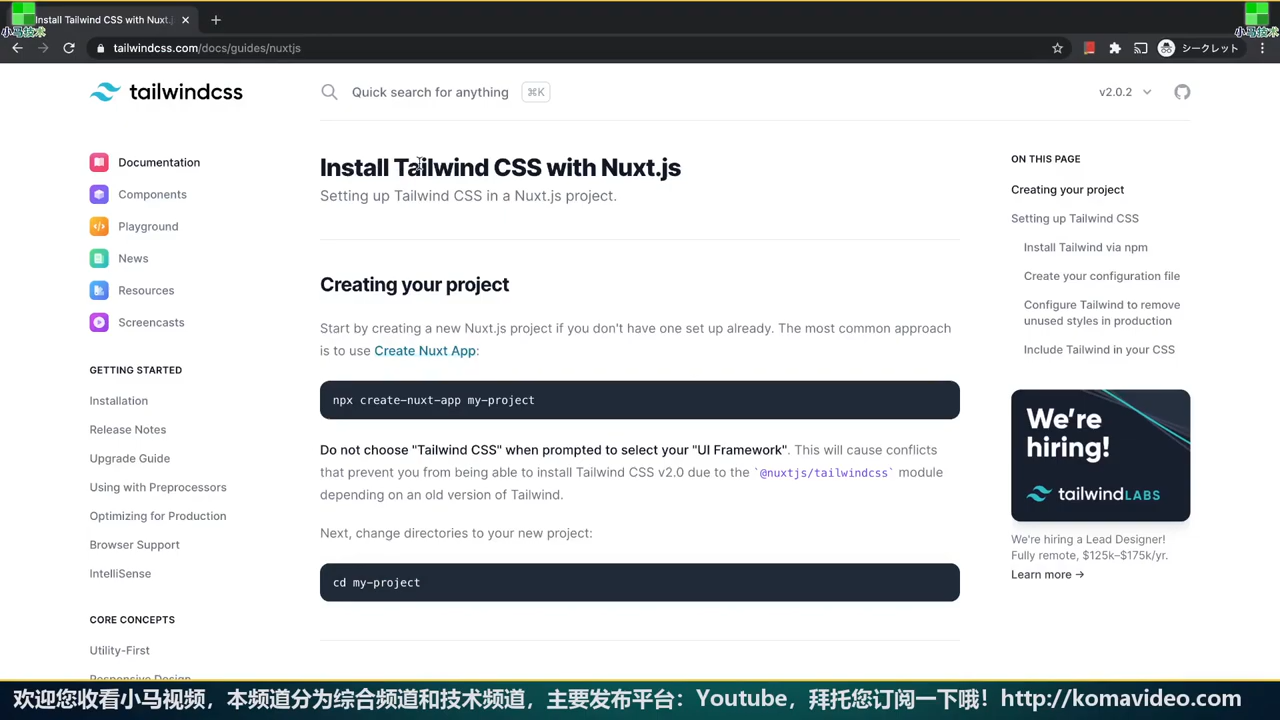 Install Tailwind CSS with Nuxt.j
小马技术
小马技术
tailwindcss.com/docs/guides/nuxtjs
シークレット
tailwindcss
Quick search for anything
⌘K
v2.0.2
Documentation
Components
Playground
News
Resources
Screencasts
GETTING STARTED
Installation
Release Notes
Upgrade Guide
Using with Preprocessors
Optimizing for Production
Browser Support
IntelliSense
CORE CONCEPTS
Utility-First
Responsive Design
Install Tailwind CSS with Nuxt.js
Setting up Tailwind CSS in a Nuxt.js project.
Creating your project
Start by creating a new Nuxt.js project if you don't have one set up already. The most common approach
is to use Create Nuxt App:
npx create-nuxt-app my-project
Do not choose "Tailwind CSS" when prompted to select your "UI Framework". This will cause conflicts
that prevent you from being able to install Tailwind CSS v2.0 due to the `@nuxtjs/tailwindcss` module
depending on an old version of Tailwind.
Next, change directories to your new project:
cd my-project
ON THIS PAGE
Creating your project
Setting up Tailwind CSS
Install Tailwind via npm
Create your configuration file
Configure Tailwind to remove
unused styles in production
Include Tailwind in your CSS
We're
hiring!
tailwindLABS
We're hiring a Lead Designer!
Fully remote, $125k–$175k/yr.
Learn more →
欢迎您收看小马视频，本频道分为综合频道和技术频道，主要发布平台：Youtube，拜托您订阅一下哦！http://komavideo.com